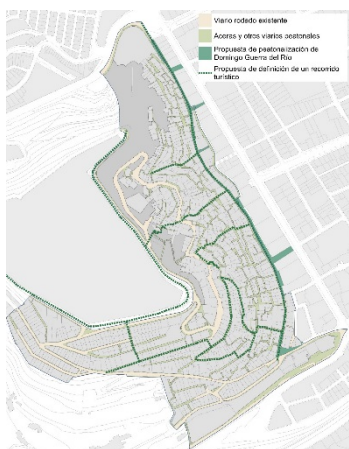 Viario rodado existente
Aceras y otros viarios peatonales
Propuesta de peatonalización de
Domingo Guerra del Río
Propuesta de definición de un recorrido
turístico